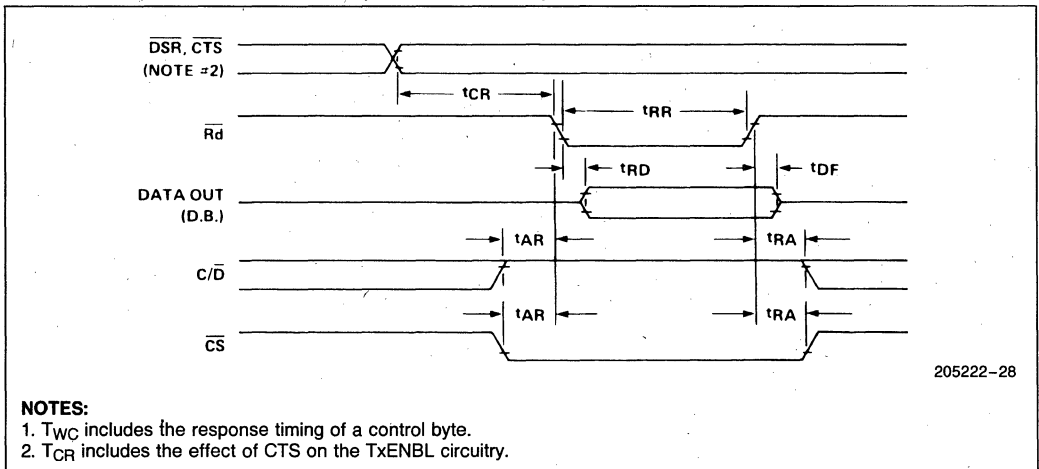 DSR, CTS
(NOTE #2)
tCR
tRR
Rd
tRD
tDF
DATA OUT
(D.B.)
tAR
tRA
C/D
tAR
tRA
CS
205222-28
NOTES:
1. TWC includes the response timing of a control byte.
2. TCR includes the effect of CTS on the TxENBL circuitry.